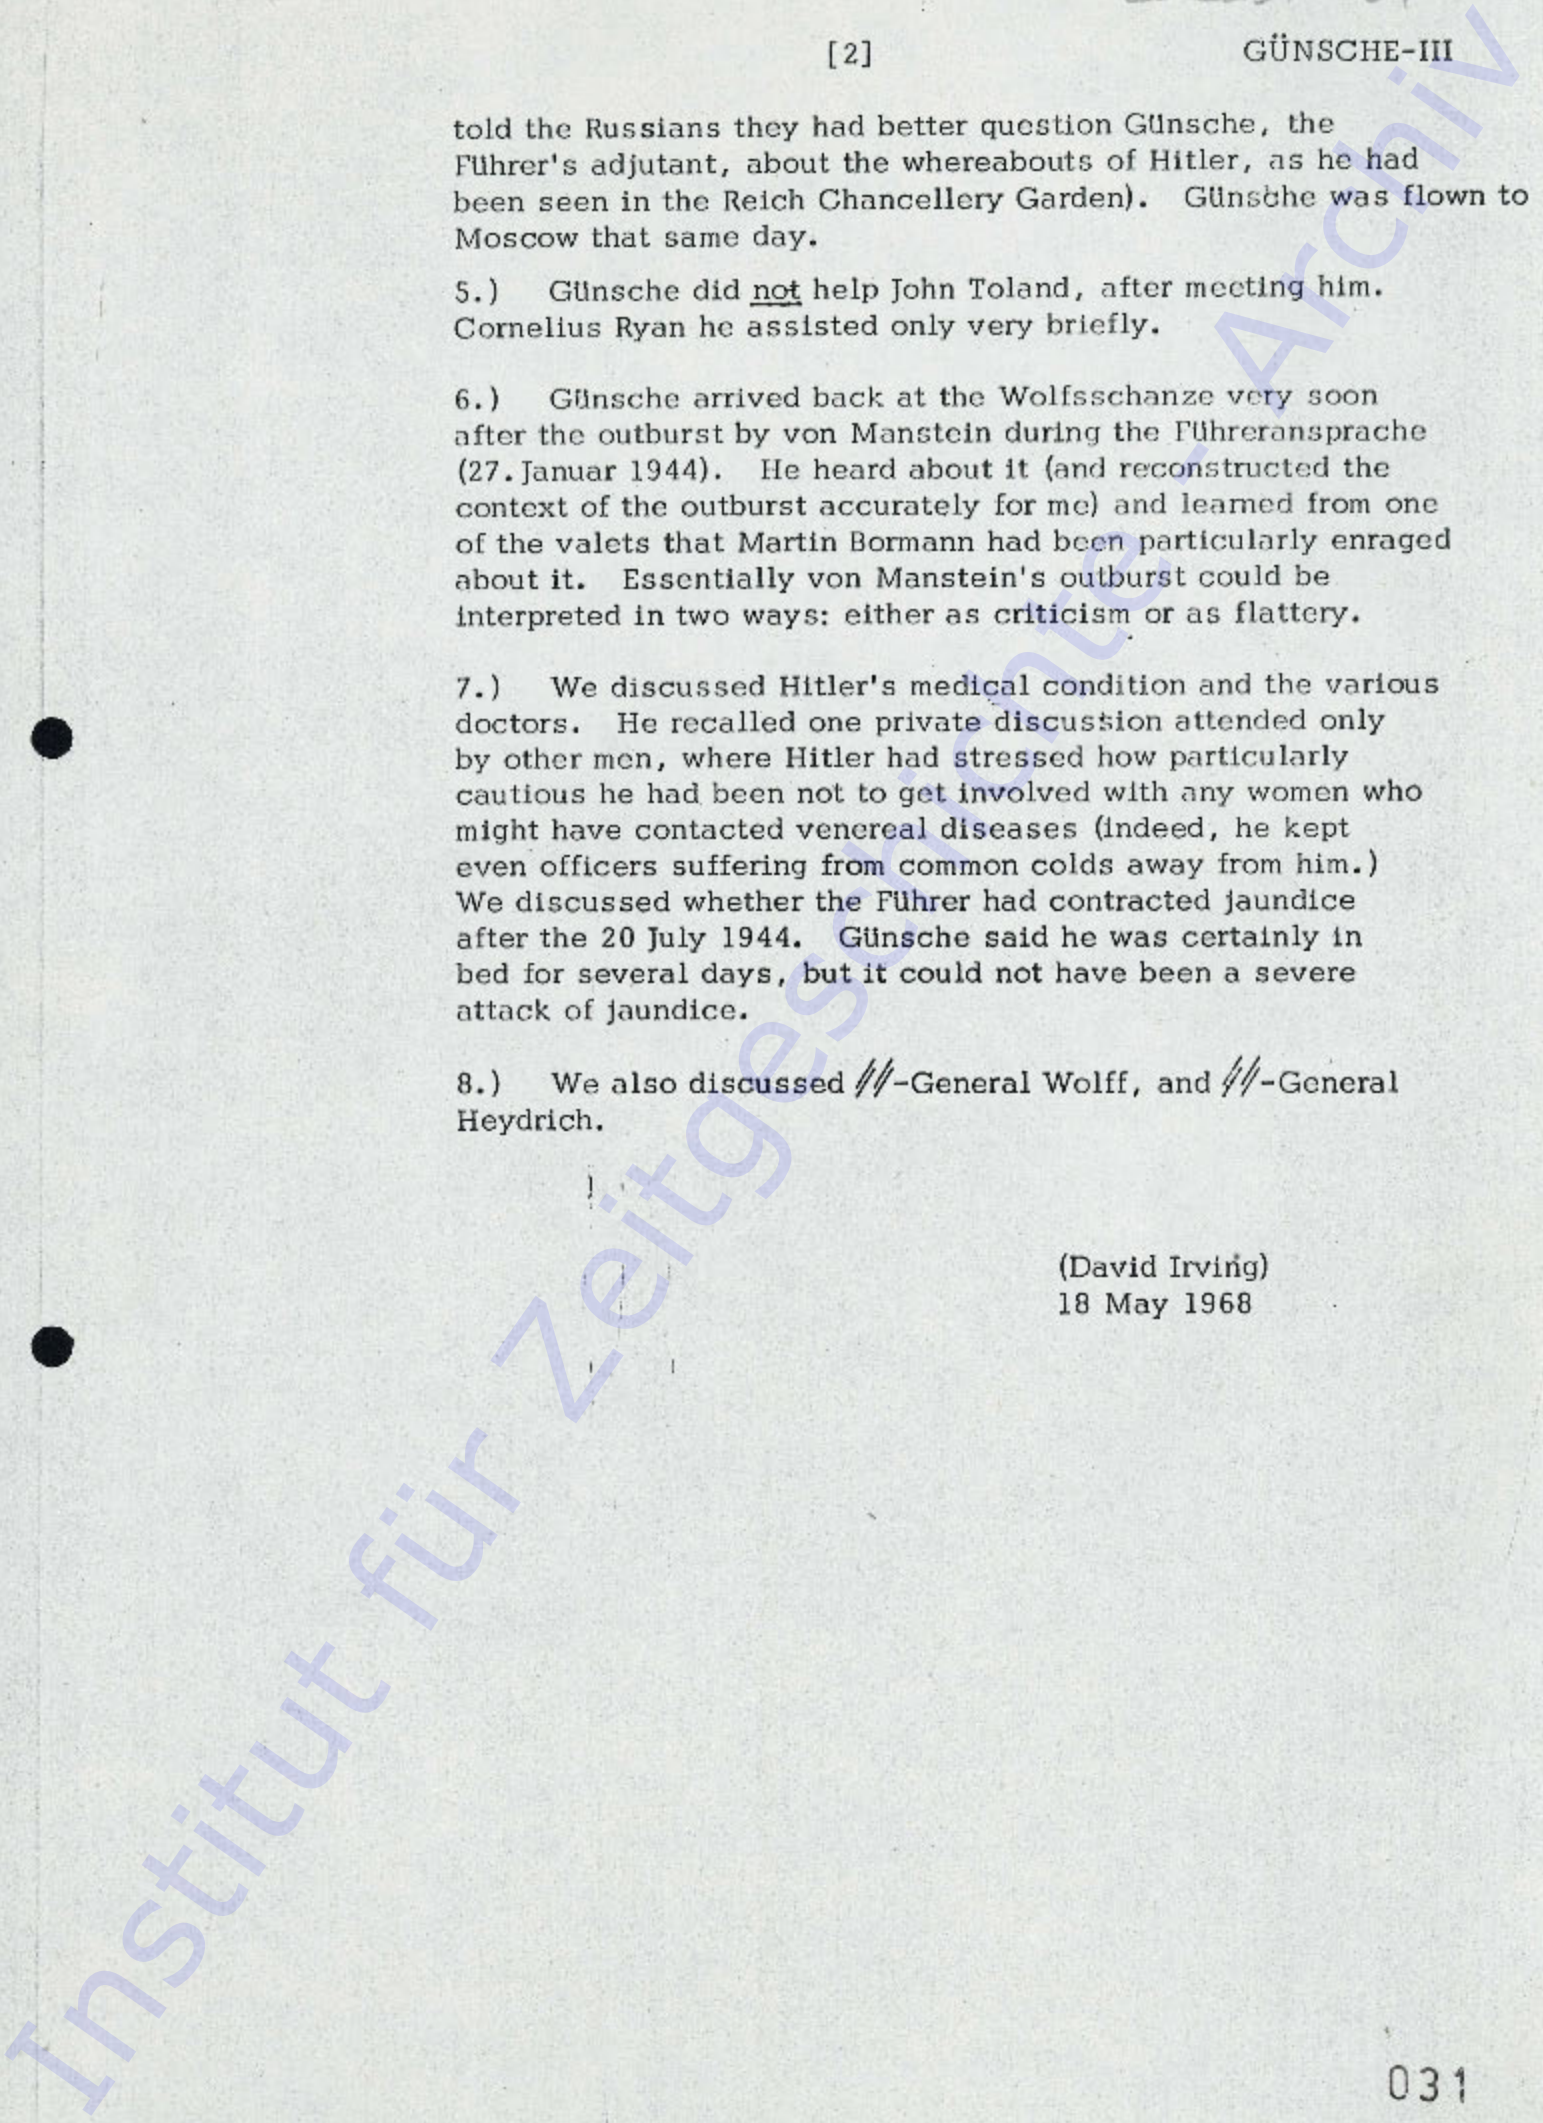 [2] GÜNSCHE-III
told the Russians they had better question Günsche, the
Führer's adjutant, about the whereabouts of Hitler, as he had
been seen in the Reich Chancellery Garden). Günsche was flown to
Moscow that same day.
5.) Günsche did not help John Toland, after meeting him.
Cornelius Ryan he assisted only very briefly.
6.) Günsche arrived back at the Wolfsschanze very soon
after the outburst by von Manstein during the Führeransprache
(27.Januar 1944). He heard about it (and reconstructed the
context of the outburst accurately for me) and learned from one
of the valets that Martin Bormann had been particularly enraged
about it. Essentially von Manstein's outburst could be
interpreted in two ways: either as criticism or as flattery.
7.) We discussed Hitler's medical condition and the various
doctors. He recalled one private discussion attended only
by other men, where Hitler had stressed how particularly
cautious he had been not to get involved with any women who
might have contacted venereal diseases (indeed, he kept
even officers suffering from common colds away from him.)
We discussed whether the Führer had contracted jaundice
after the 20 July 1944. Günsche said he was certainly in
bed for several days, but it could not have been a severe
attack of jaundice.
8.) We also discussed //-General Wolff, and //-General
Heydrich.
(David Irving)
18 May 1968
031
Institut für Zeitgeschichte - Archiv